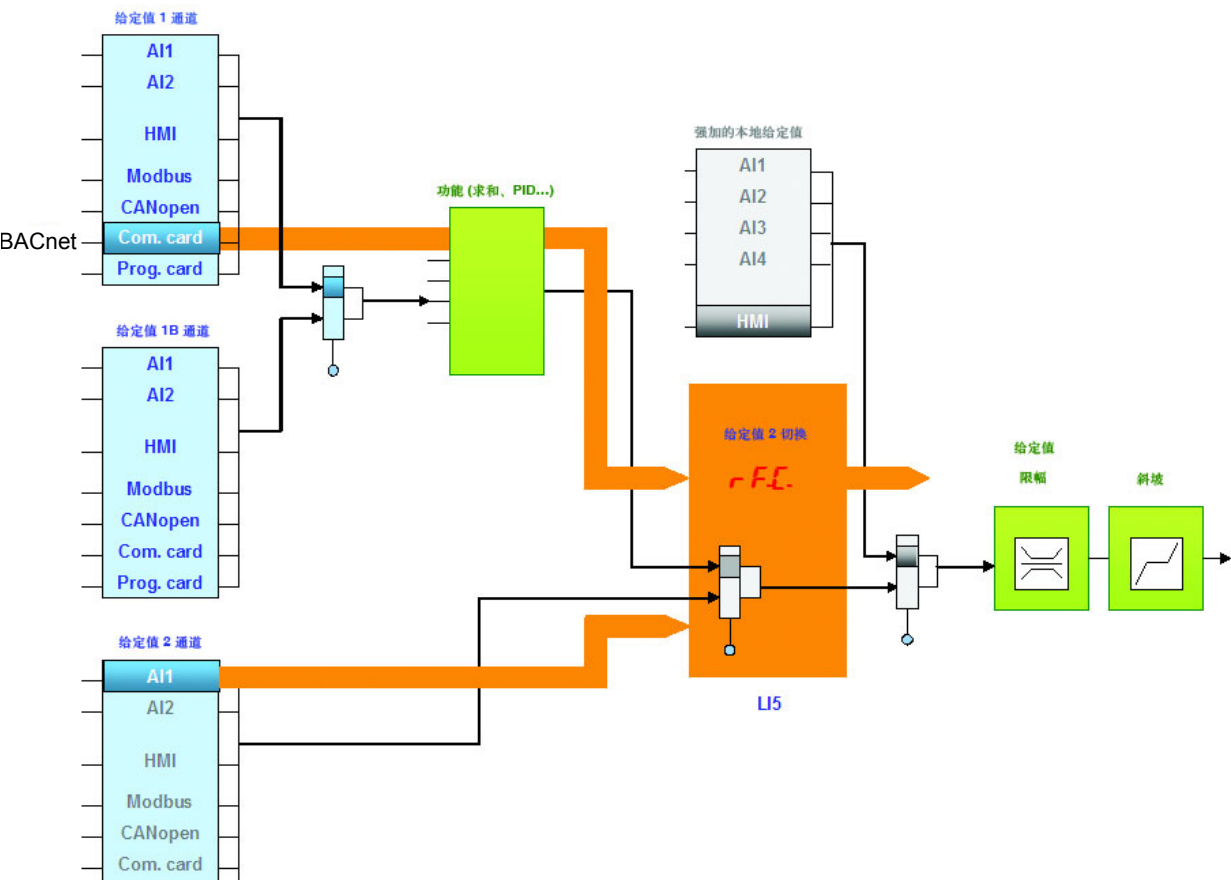 给定值 1 通道
AI1
AI2
HMI
Modbus
CANopen
BACnet
Com. card
Prog. card
给定值 1B 通道
AI1
AI2
HMI
Modbus
CANopen
Com. card
Prog. card
给定值 2 通道
AI1
AI2
HMI
Modbus
CANopen
Com. card
功能 (求和、PID...)
强加的本地给定值
AI1
AI2
AI3
AI4
HMI
给定值 2 切换
rFC-
LI5
给定值
限幅
斜坡